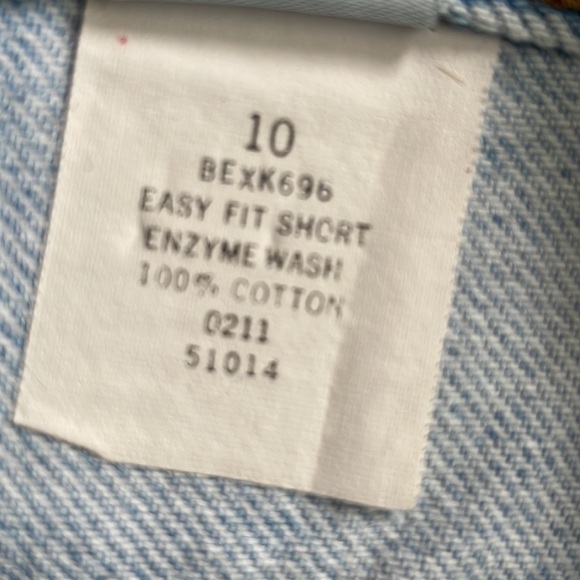 10
BEXK696
EASY FIT SHORT
ENZYME WASH
100% COTTON
0211
51014